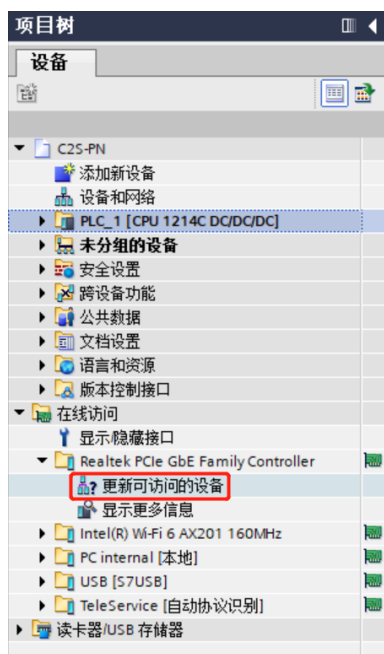 项目树
设备
C2S-PN
添加新设备
设备和网络
PLC_1 [CPU 1214C DC/DC/DC]
未分组的设备
安全设置
跨设备功能
公共数据
文档设置
语言和资源
版本控制接口
在线访问
显示/隐藏接口
Realtek PCIe GbE Family Controller
更新可访问的设备
显示更多信息
Intel(R) Wi-Fi 6 AX201 160MHz
PC internal [本地]
USB [S7USB]
TeleService [自动协议识别]
读卡器/USB 存储器